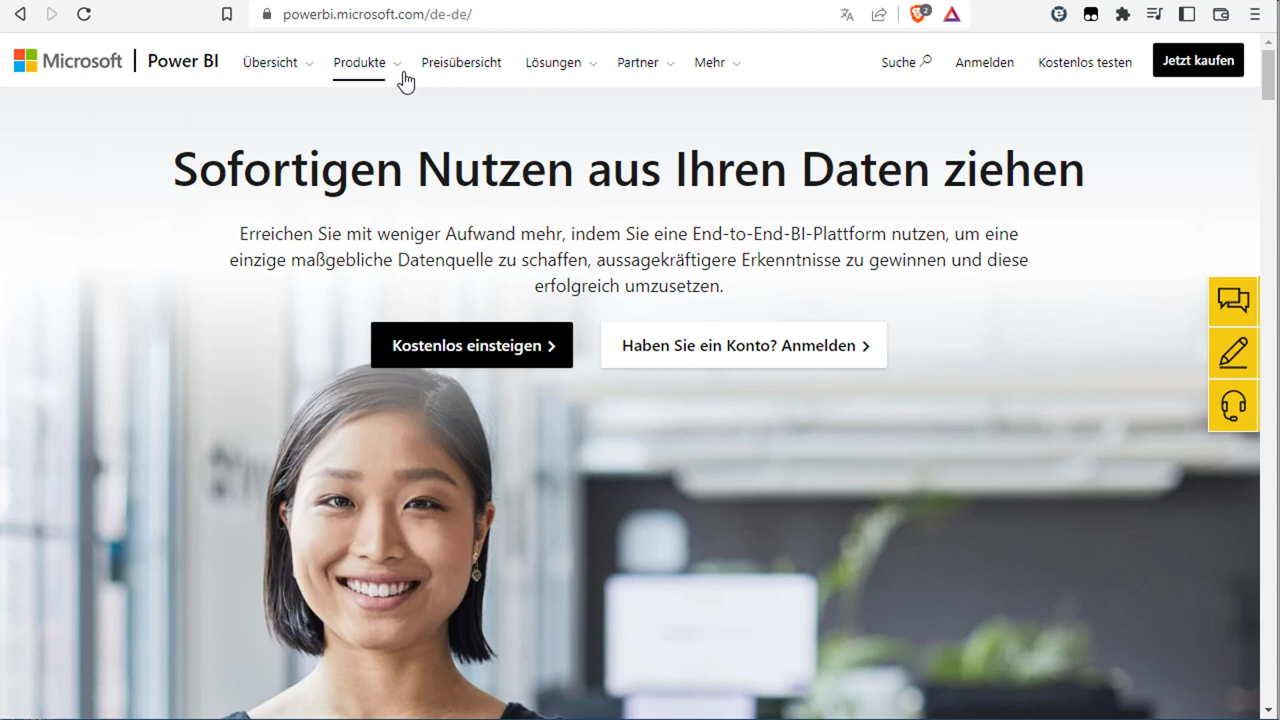 powerbi.microsoft.com/de-de/
2
Microsoft | Power BI Übersicht Produkte Preisübersicht Lösungen Partner Mehr Suche Anmelden Kostenlos testen Jetzt kaufen
Sofortigen Nutzen aus Ihren Daten ziehen
Erreichen Sie mit weniger Aufwand mehr, indem Sie eine End-to-End-BI-Plattform nutzen, um eine
einzige maßgebliche Datenquelle zu schaffen, aussagekräftigere Erkenntnisse zu gewinnen und diese
erfolgreich umzusetzen.
Kostenlos einsteigen Haben Sie ein Konto? Anmelden